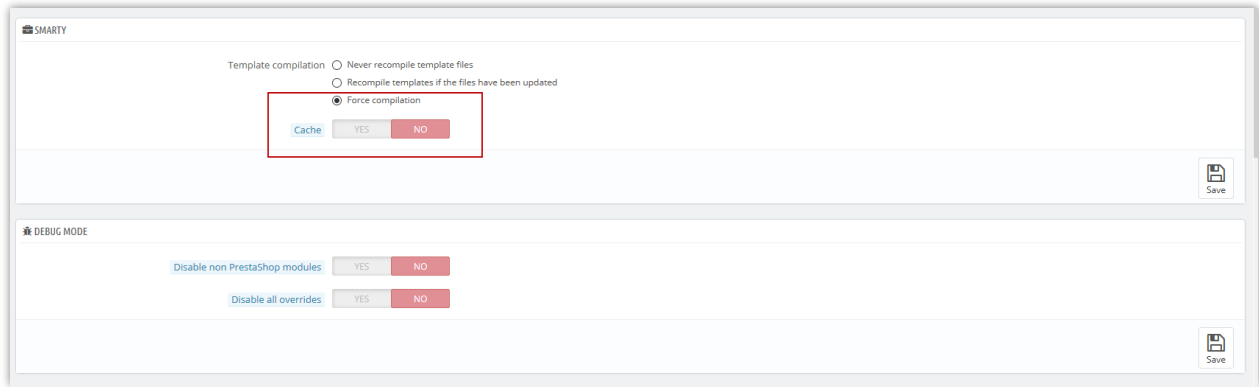 SMARTY
Template compilation Never recompile template files
Recompile templates if the files have been updated
Force compilation
Cache YES NO
Save
DEBUG MODE
Disable non PrestaShop modules YES NO
Disable all overrides YES NO
Save